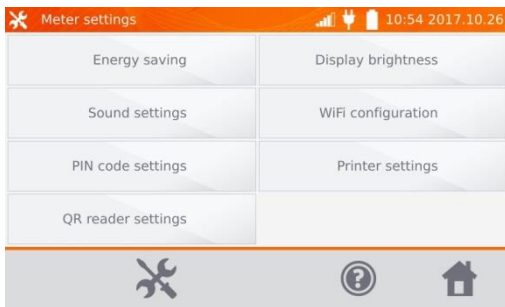 Meter settings 10:54 2017.10.26
Energy saving Display brightness
Sound settings WiFi configuration
PIN code settings Printer settings
QR reader settings
?